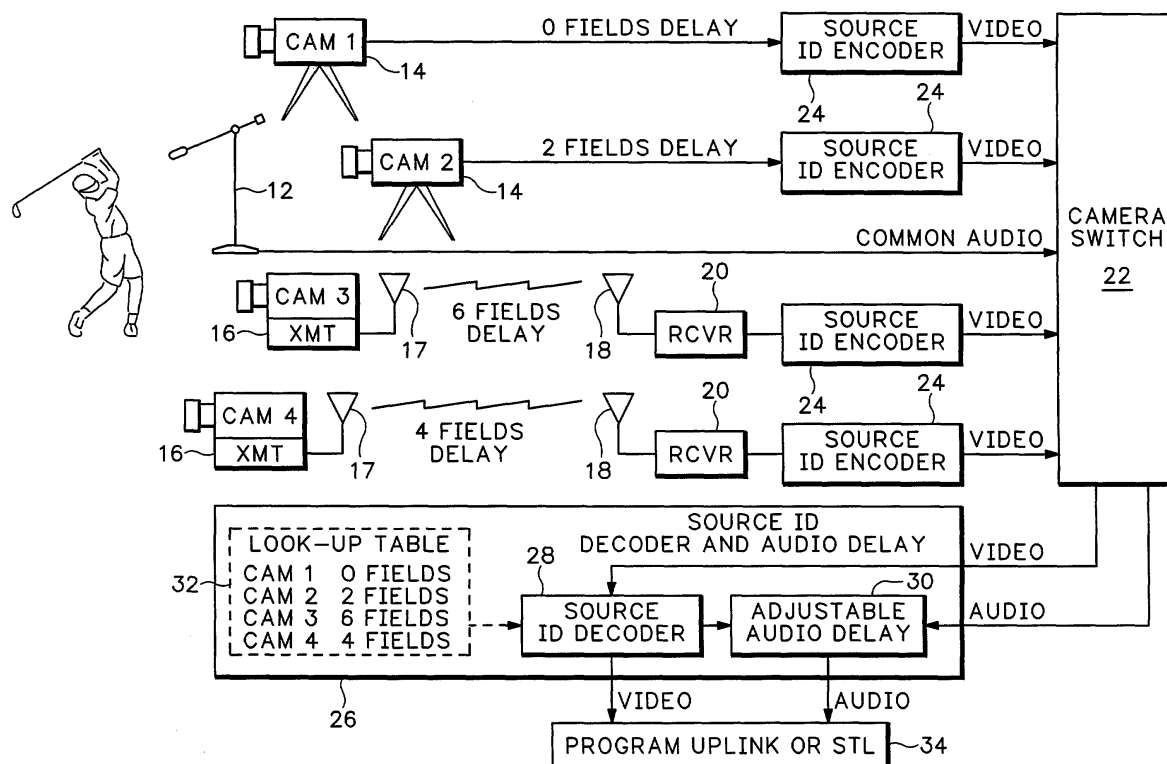 CAM 1
14
0 FIELDS DELAY
SOURCE
ID ENCODER
24
VIDEO
12
CAM 2
14
2 FIELDS DELAY
24
SOURCE
ID ENCODER
VIDEO
COMMON AUDIO
CAMERA
SWITCH
22
CAM 3
XMT
16
17
6 FIELDS
DELAY
18
20
RCVR
SOURCE
ID ENCODER
24
VIDEO
CAM 4
XMT
16
17
4 FIELDS
DELAY
18
20
RCVR
24
SOURCE
ID ENCODER
VIDEO
SOURCE ID
DECODER AND AUDIO DELAY
VIDEO
AUDIO
32
LOOK-UP TABLE
CAM 1 0 FIELDS
CAM 2 2 FIELDS
CAM 3 6 FIELDS
CAM 4 4 FIELDS
28
SOURCE
ID DECODER
30
ADJUSTABLE
AUDIO DELAY
26
VIDEO
AUDIO
PROGRAM UPLINK OR STL
34